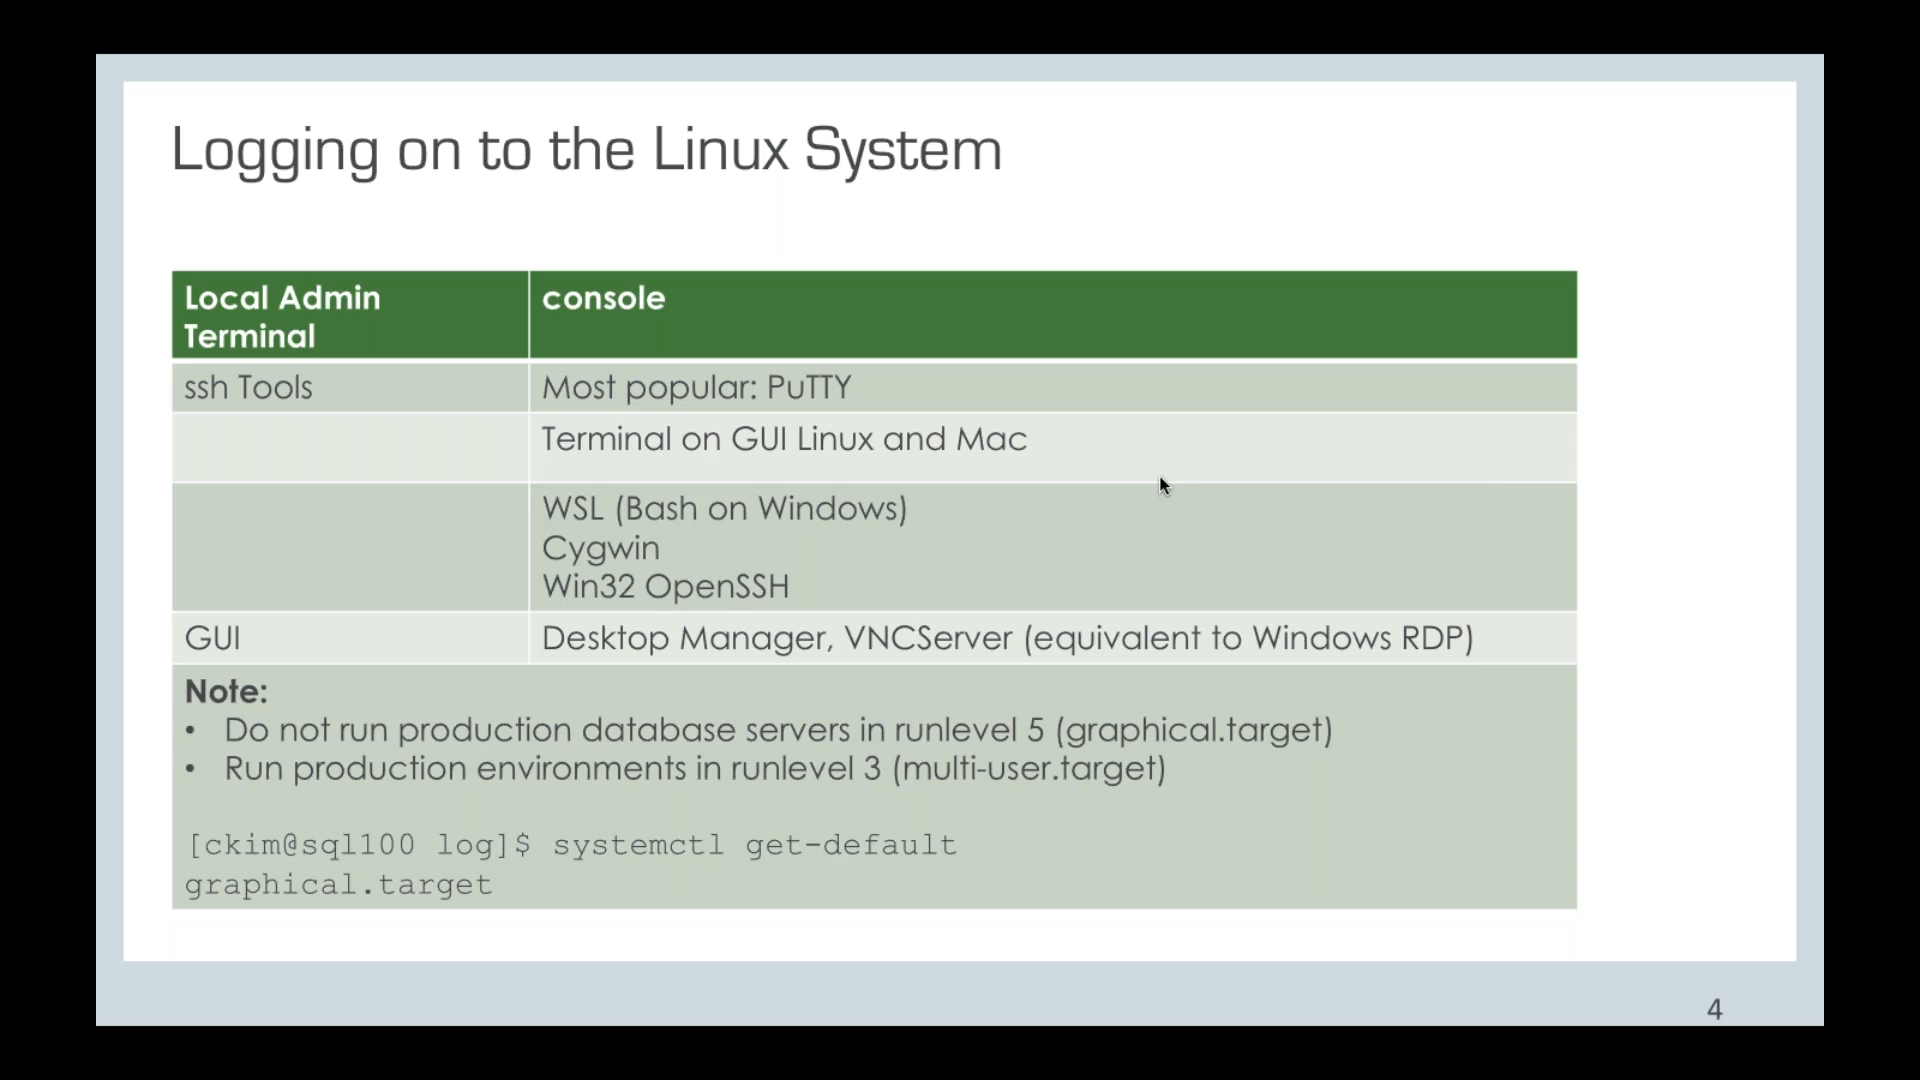 Logging on to the Linux System
Local Admin
Terminal
console
ssh Tools
Most popular: PuTTY
Terminal on GUI Linux and Mac
WSL (Bash on Windows)
Cygwin
Win32 OpenSSH
GUI
Desktop Manager, VNCServer (equivalent to Windows RDP)
Note:
• Do not run production database servers in runlevel 5 (graphical.target)
• Run production environments in runlevel 3 (multi-user.target)
[ckim@sql100 log]$ systemctl get-default
graphical.target
4